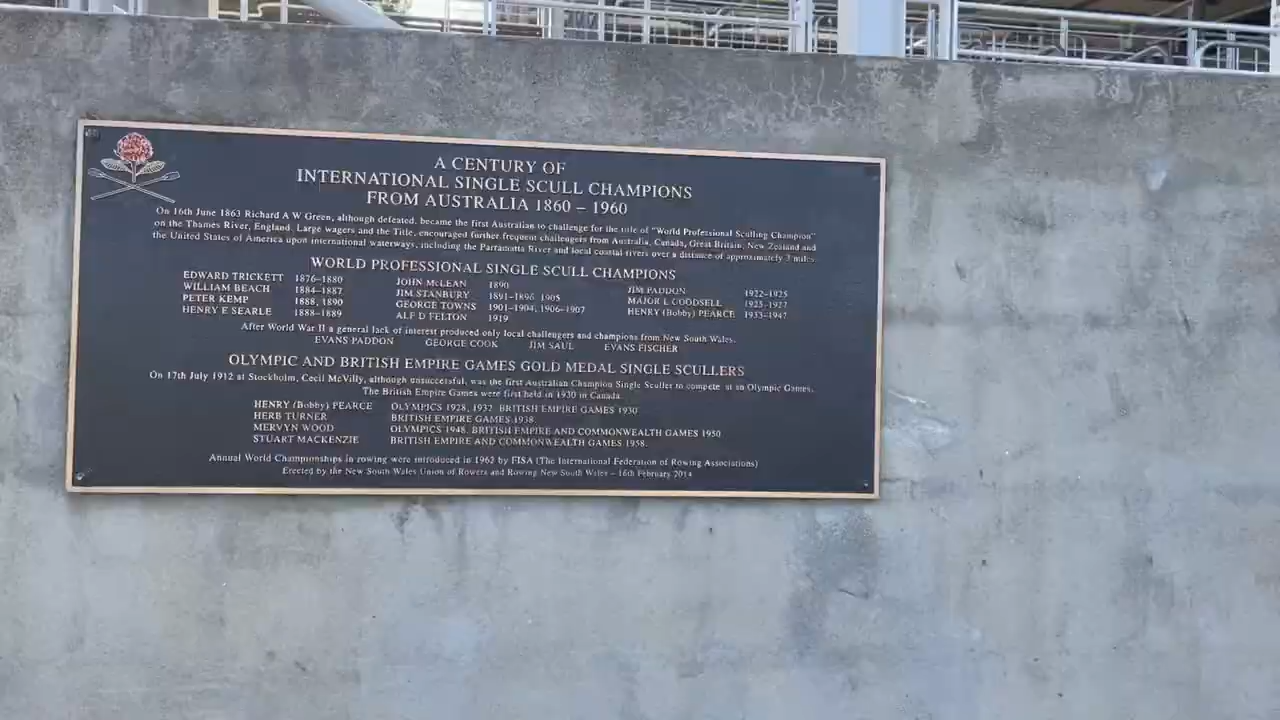 A CENTURY OF
INTERNATIONAL SINGLE SCULL CHAMPIONS
FROM AUSTRALIA 1860 – 1960
On 16th June 1863 Richard A W Green, although defeated, became the first Australian to challenge for the title of "World Professional Sculling Champion"
on the Thames River, England. Large wagers and the Title, encouraged further frequent challengers from Australia, Canada, Great Britain, New Zealand and
the United States of America upon international waterways, including the Parramatta River and local coastal rivers over a distance of approximately 3 miles.
WORLD PROFESSIONAL SINGLE SCULL CHAMPIONS
EDWARD TRICKETT 1876–1880 JOHN McLEAN 1890 JIM PADDON 1922–1925
WILLIAM BEACH 1884–1887 JIM STANBURY 1891–1896, 1905 MAJOR L GOODSELL 1925–1927
PETER KEMP 1888, 1890 GEORGE TOWNS 1901–1904, 1906–1907 HENRY (Bobby) PEARCE 1933–1947
HENRY E SEARLE 1888–1889 ALF D FELTON 1919
After World War II a general lack of interest produced only local challengers and champions from New South Wales.
EVANS PADDON GEORGE COOK JIM SAUL EVANS FISCHER
OLYMPIC AND BRITISH EMPIRE GAMES GOLD MEDAL SINGLE SCULLERS
On 17th July 1912 at Stockholm, Cecil McVilly, although unsuccessful, was the first Australian Champion Single Sculler to compete at an Olympic Games.
The British Empire Games were first held in 1930 in Canada.
HENRY (Bobby) PEARCE OLYMPICS 1928, 1932 BRITISH EMPIRE GAMES 1930
HERB TURNER BRITISH EMPIRE GAMES 1938.
MERVYN WOOD OLYMPICS 1948, BRITISH EMPIRE AND COMMONWEALTH GAMES 1950
STUART MACKENZIE BRITISH EMPIRE AND COMMONWEALTH GAMES 1958.
Annual World Championships in rowing were introduced in 1962 by FISA (The International Federation of Rowing Associations)
Erected by the New South Wales Union of Rowers and Rowing New South Wales – 16th February 2014